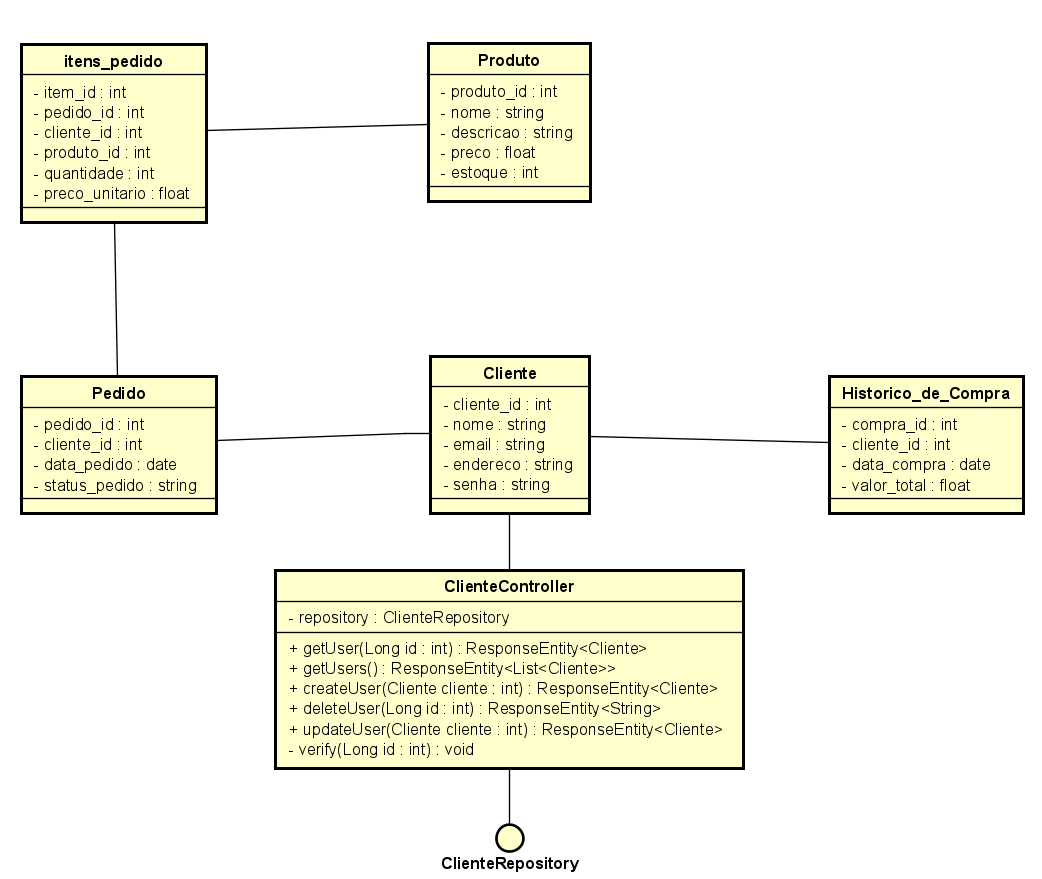 itens_pedido
- item_id : int
- pedido_id : int
- cliente_id : int
- produto_id : int
- quantidade : int
- preco_unitario : float
Produto
- produto_id : int
- nome : string
- descricao : string
- preco : float
- estoque : int
Pedido
- pedido_id : int
- cliente_id : int
- data_pedido : date
- status_pedido : string
Cliente
- cliente_id : int
- nome : string
- email : string
- endereco : string
- senha : string
Historico_de_Compra
- compra_id : int
- cliente_id : int
- data_compra : date
- valor_total : float
ClienteController
- repository : ClienteRepository
+ getUser(Long id : int) : ResponseEntity<Cliente>
+ getUsers() : ResponseEntity<List<Cliente>>
+ createUser(Cliente cliente : int) : ResponseEntity<Cliente>
+ deleteUser(Long id : int) : ResponseEntity<String>
+ updateUser(Cliente cliente : int) : ResponseEntity<Cliente>
- verify(Long id : int) : void
ClienteRepository